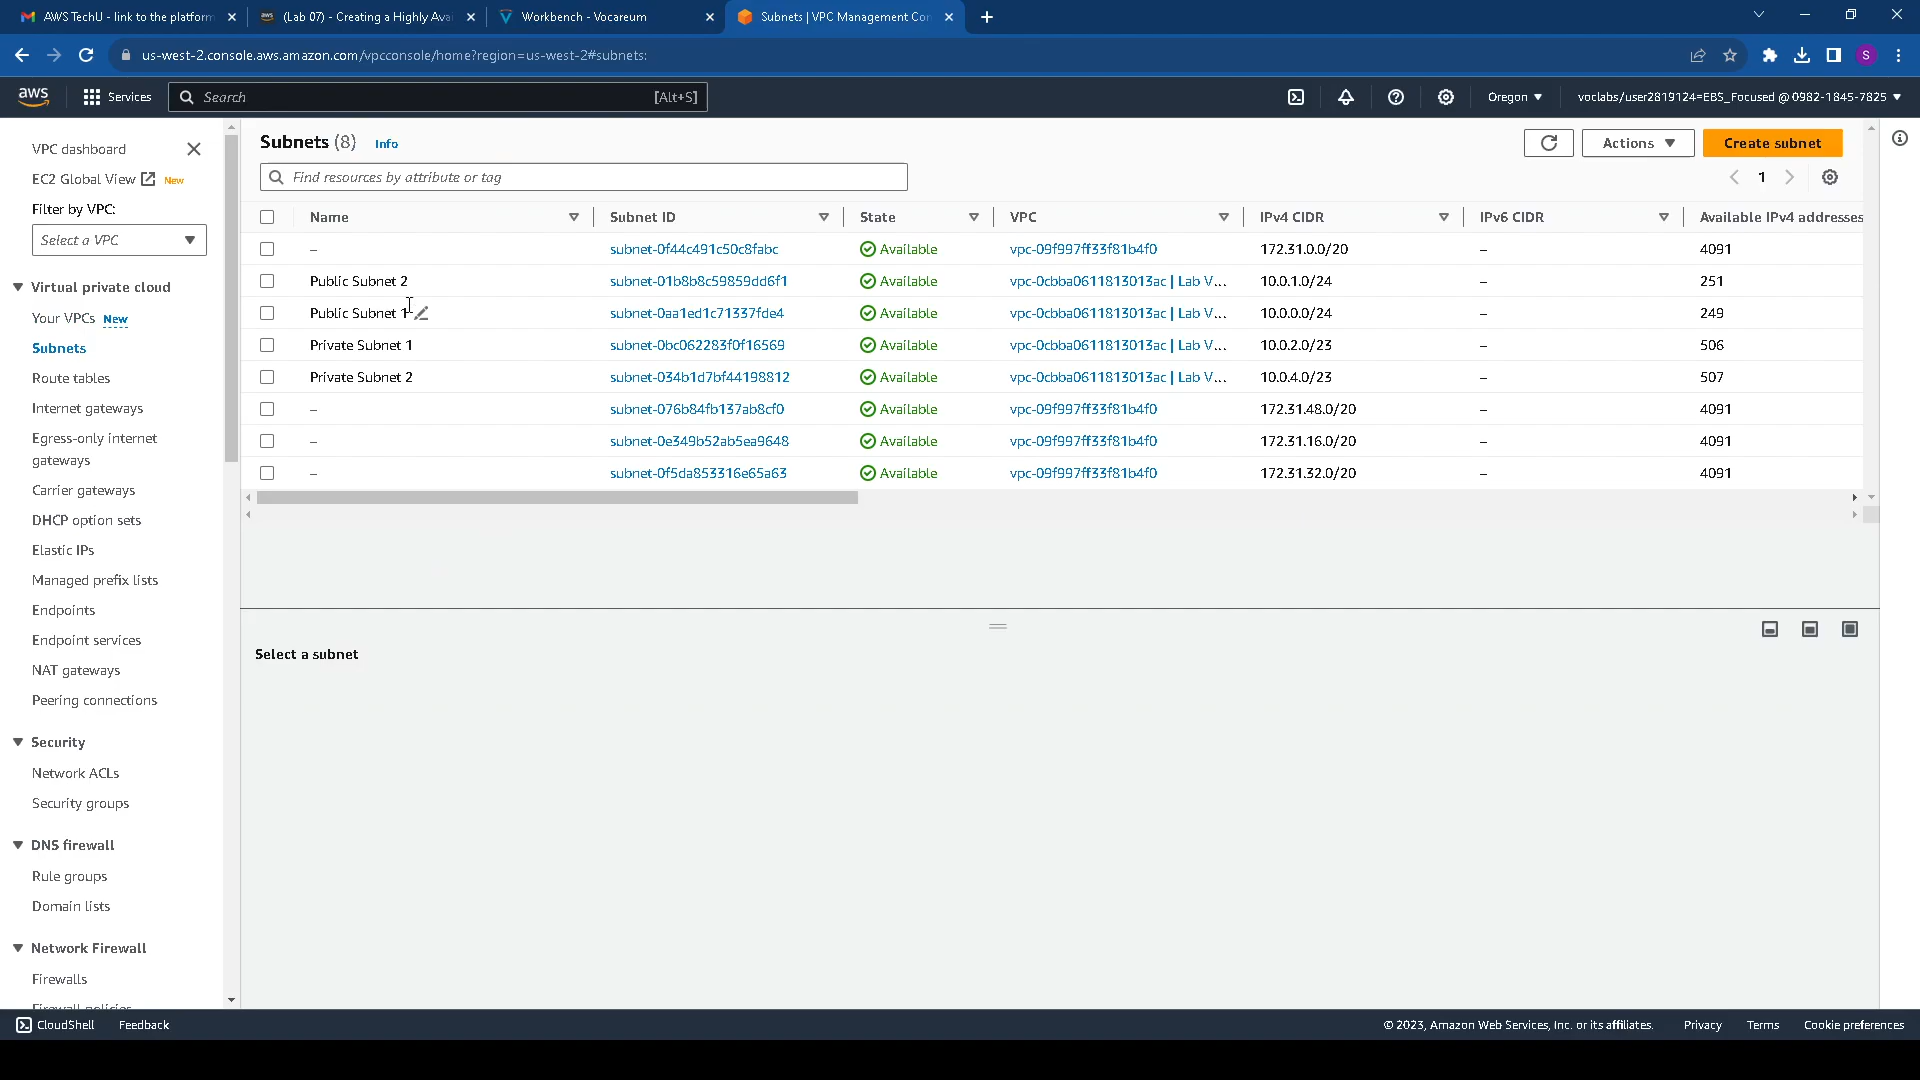 AWS TechU - link to the platform
(Lab 07) - Creating a Highly Ava
Workbench - Vocareum
Subnets | VPC Management Con
us-west-2.console.aws.amazon.com/vpcconsole/home?region=us-west-2#subnets:
S
aws
Services
Search
[Alt+S]
Oregon
voclabs/user2819124=EBS_Focused @ 0982-1845-7825
VPC dashboard
EC2 Global View
New
Filter by VPC:
Select a VPC
Virtual private cloud
Your VPCs New
Subnets
Route tables
Internet gateways
Egress-only internet
gateways
Carrier gateways
DHCP option sets
Elastic IPs
Managed prefix lists
Endpoints
Endpoint services
NAT gateways
Peering connections
Security
Network ACLs
Security groups
DNS firewall
Rule groups
Domain lists
Network Firewall
Firewalls
Firewall policies
Subnets (8) Info
Actions
Create subnet
Find resources by attribute or tag
1
Name Subnet ID State VPC IPv4 CIDR IPv6 CIDR Available IPv4 addresses
– subnet-0f44c491c50c8fabc Available vpc-09f997ff33f81b4f0 172.31.0.0/20 – 4091
Public Subnet 2 subnet-01b8b8c59859dd6f1 Available vpc-0cbba0611813013ac | Lab V... 10.0.1.0/24 – 251
Public Subnet 1 subnet-0aa1ed1c71337fde4 Available vpc-0cbba0611813013ac | Lab V... 10.0.0.0/24 – 249
Private Subnet 1 subnet-0bc062283f0f16569 Available vpc-0cbba0611813013ac | Lab V... 10.0.2.0/23 – 506
Private Subnet 2 subnet-034b1d7bf44198812 Available vpc-0cbba0611813013ac | Lab V... 10.0.4.0/23 – 507
– subnet-076b84fb137ab8cf0 Available vpc-09f997ff33f81b4f0 172.31.48.0/20 – 4091
– subnet-0e349b52ab5ea9648 Available vpc-09f997ff33f81b4f0 172.31.16.0/20 – 4091
– subnet-0f5da853316e65a63 Available vpc-09f997ff33f81b4f0 172.31.32.0/20 – 4091
Select a subnet
CloudShell
Feedback
© 2023, Amazon Web Services, Inc. or its affiliates.
Privacy
Terms
Cookie preferences